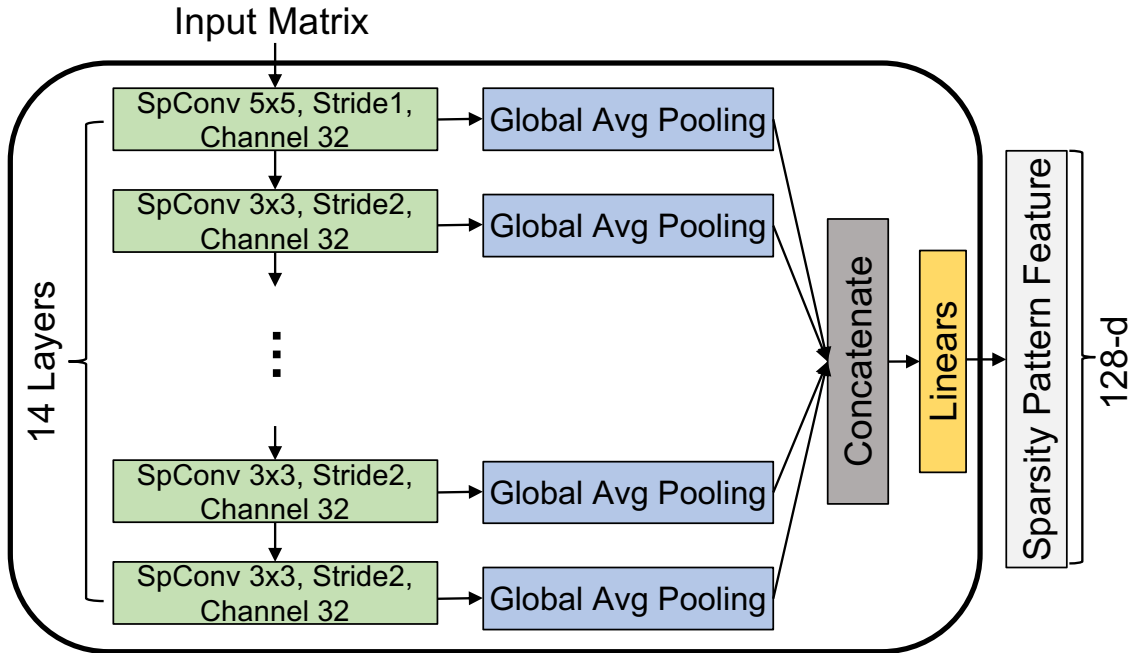 Input Matrix
SpConv 5x5, Stride1,
Channel 32
Global Avg Pooling
SpConv 3x3, Stride2,
Channel 32
Global Avg Pooling
14 Layers
...
Concatenate
Linears
Sparsity Pattern Feature
128-d
SpConv 3x3, Stride2,
Channel 32
Global Avg Pooling
SpConv 3x3, Stride2,
Channel 32
Global Avg Pooling